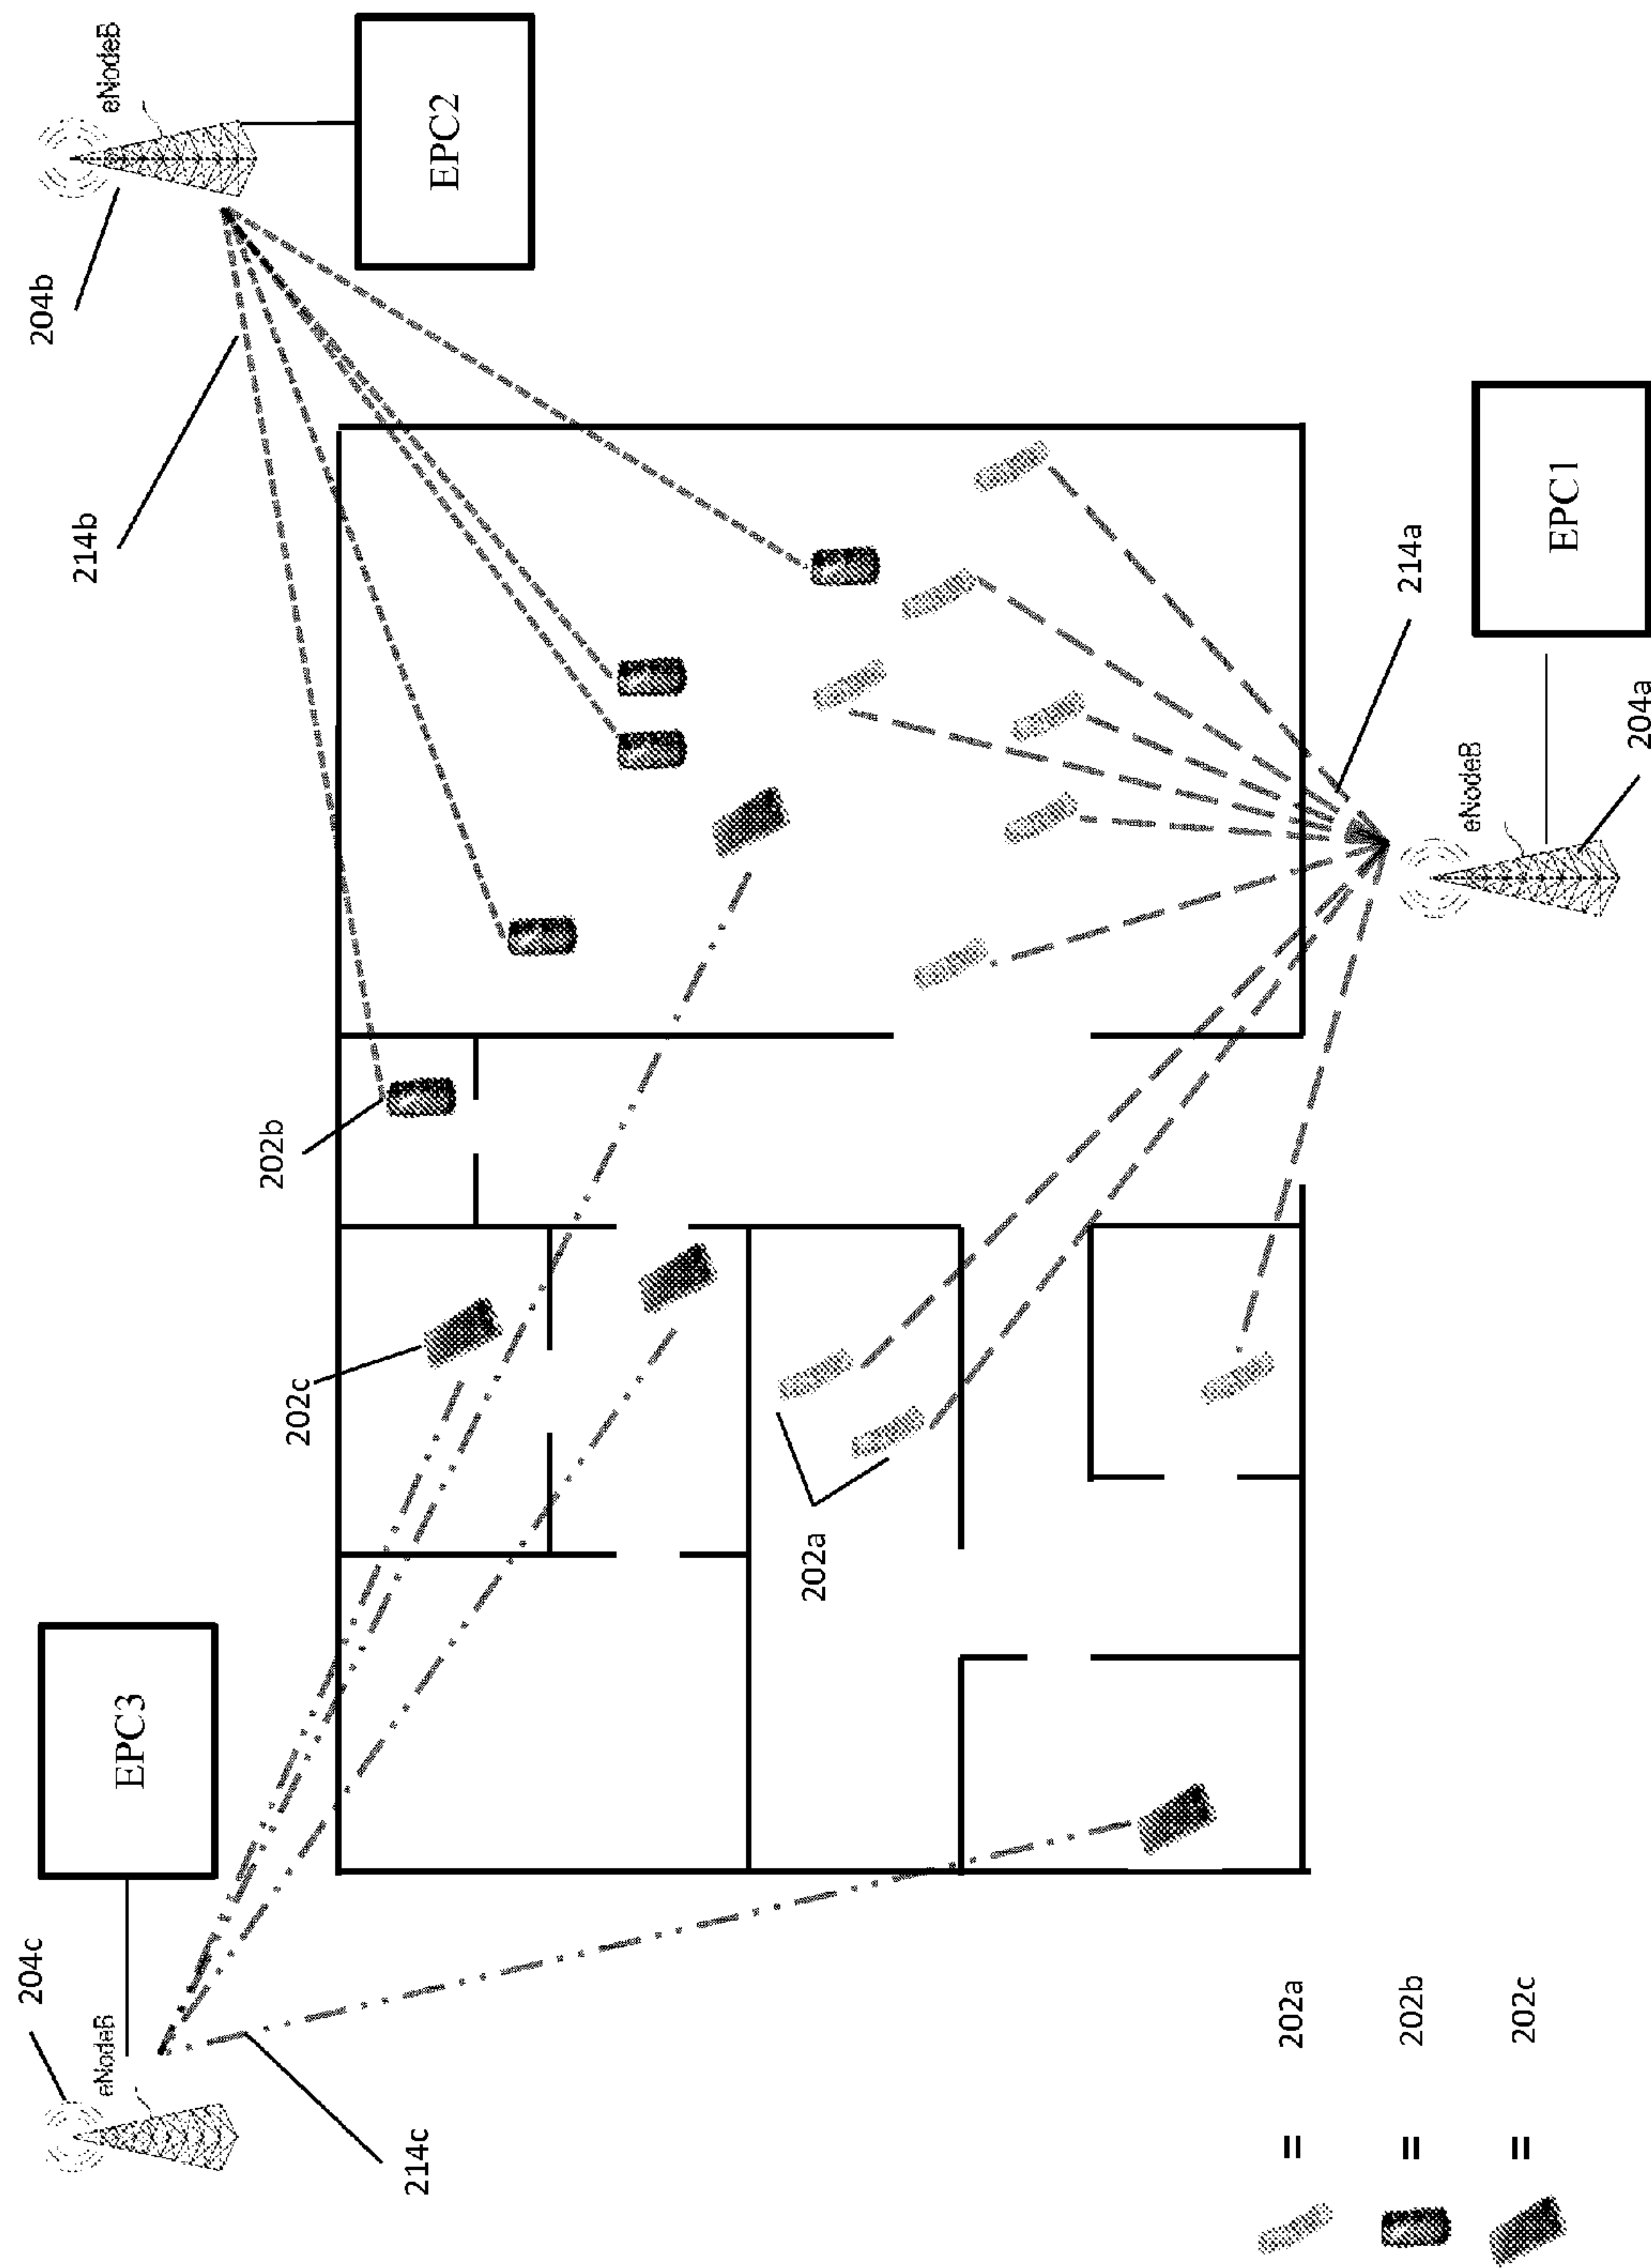 204c
204b
eNodeB
eNodeB
214b
EPC3
202b
202c
214c
EPC2
202a
= 202a
= 202b
214a
eNodeB
= 202c
EPC1
204a